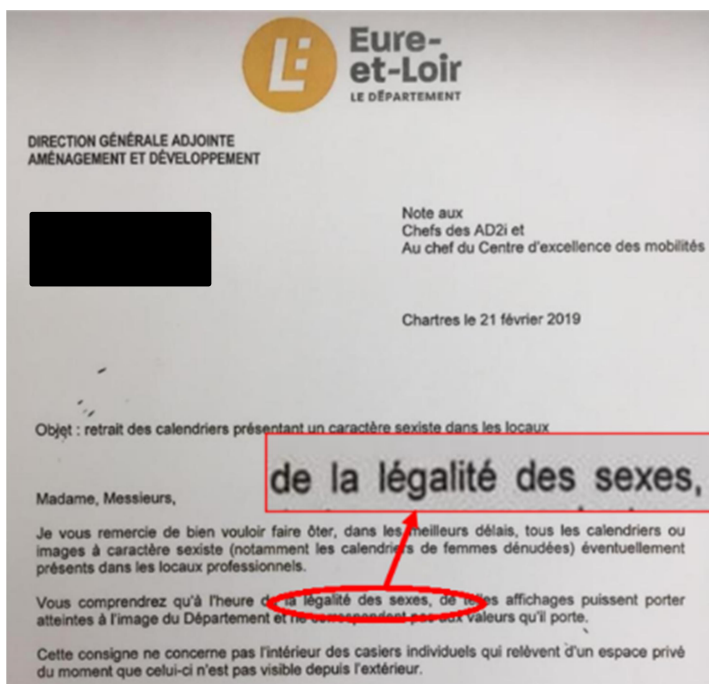 Eure-
et-Loir
LE DÉPARTEMENT
DIRECTION GÉNÉRALE ADJOINTE
AMÉNAGEMENT ET DÉVELOPPEMENT
Note aux
Chefs des AD2i et
Au chef du Centre d'excellence des mobilités
Chartres le 21 février 2019
Objet : retrait des calendriers présentant un caractère sexiste dans les locaux
de la légalité des sexes,
Madame, Messieurs,
Je vous remercie de bien vouloir faire ôter, dans les meilleurs délais, tous les calendriers ou
images à caractère sexiste (notamment les calendriers de femmes dénudées) éventuellement
présents dans les locaux professionnels.
Vous comprendrez qu'à l'heure de la légalité des sexes, de telles affichages puissent porter
atteintes à l'image du Département et ne correspondent pas aux valeurs qu'il porte.
Cette consigne ne concerne pas l'intérieur des casiers individuels qui relèvent d'un espace privé
du moment que celui-ci n'est pas visible depuis l'extérieur.